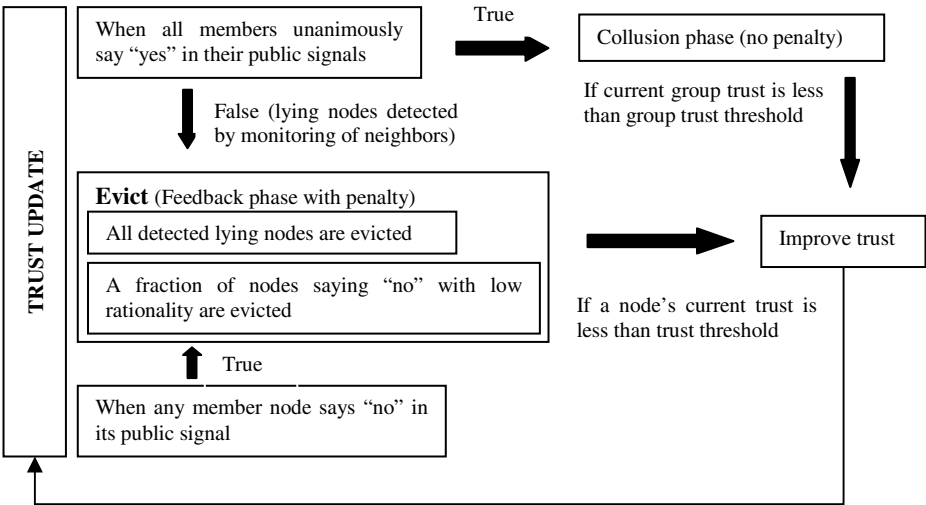 TRUST UPDATE
When all members unanimously
say “yes” in their public signals
True
Collusion phase (no penalty)
False (lying nodes detected
by monitoring of neighbors)
If current group trust is less
than group trust threshold
Evict (Feedback phase with penalty)
All detected lying nodes are evicted
A fraction of nodes saying “no” with low
rationality are evicted
Improve trust
If a node’s current trust is
less than trust threshold
True
When any member node says “no” in
its public signal